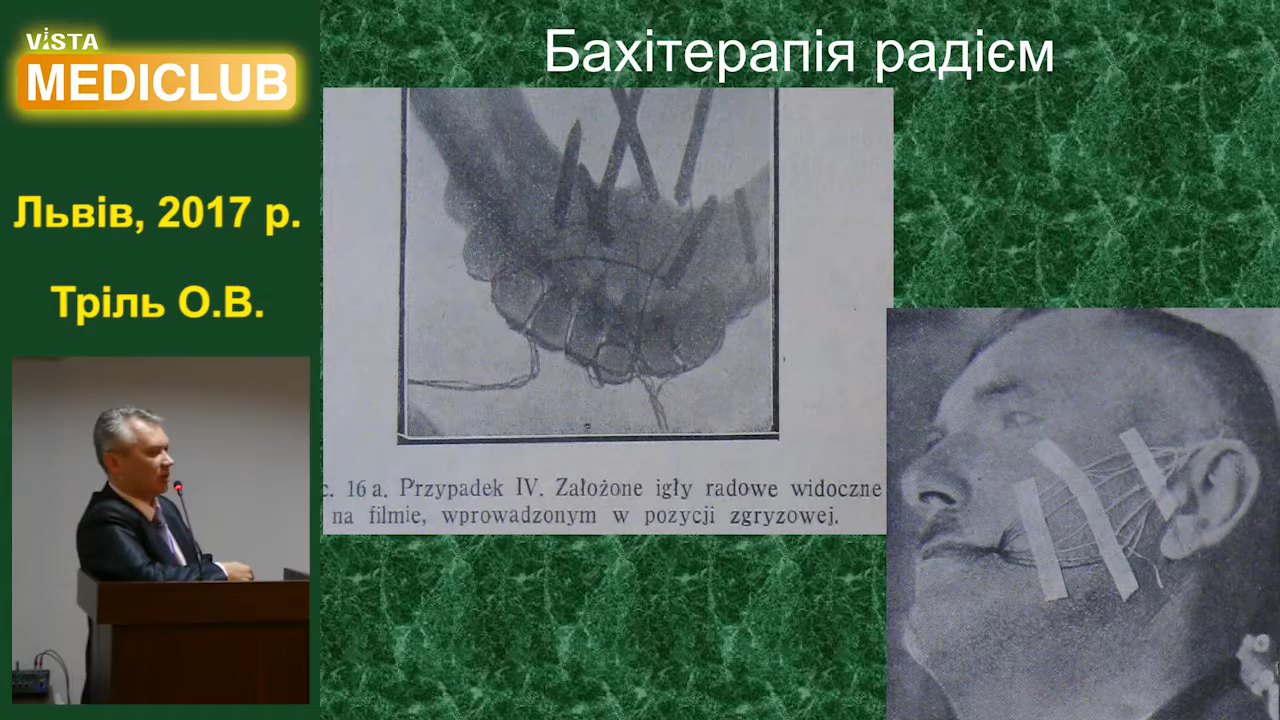 VISTA
MEDICLUB
Львів, 2017 р.
Тріль О.В.
Бахітерапія радієм
c. 16 a. Przypadek IV. Założone igły radowe widoczne
na filmie, wprowadzonym w pozycji zgryzowej.